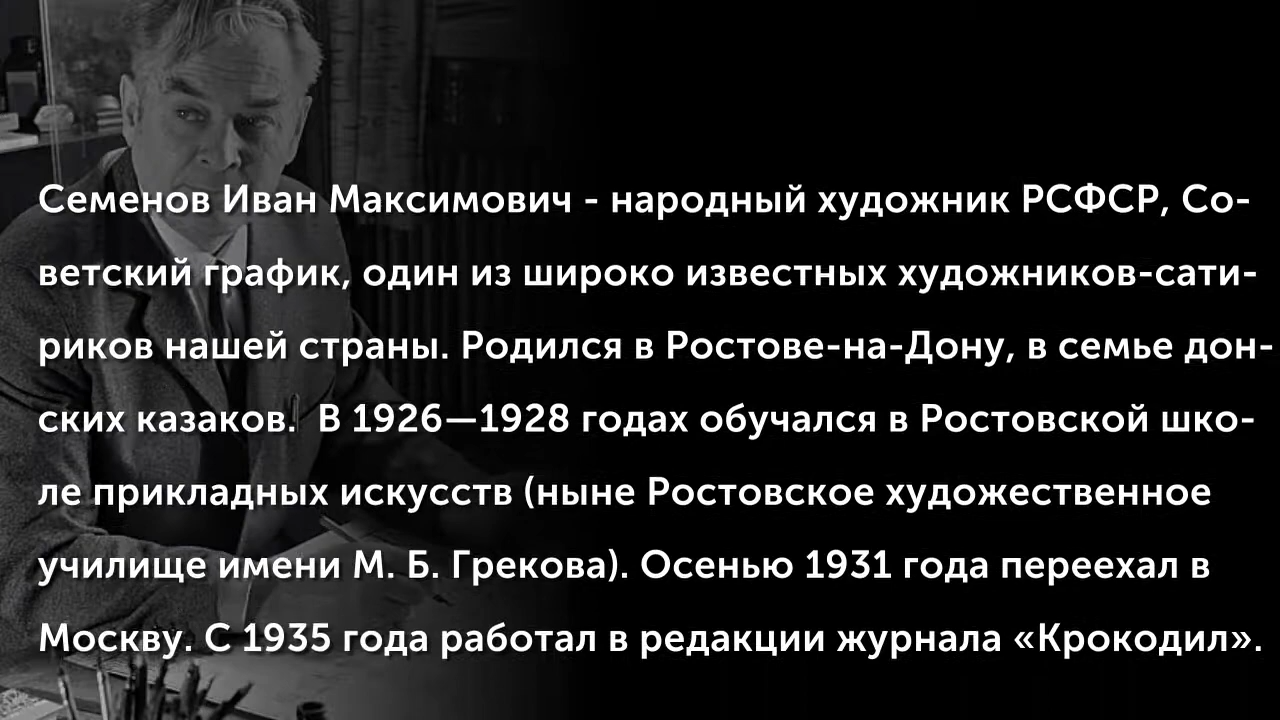 Семенов Иван Максимович - народный художник РСФСР, Со-
ветский график, один из широко известных художников-сати-
риков нашей страны. Родился в Ростове-на-Дону, в семье дон-
ских казаков.  В 1926—1928 годах обучался в Ростовской шко-
ле прикладных искусств (ныне Ростовское художественное
училище имени М. Б. Грекова). Осенью 1931 года переехал в
Москву. С 1935 года работал в редакции журнала «Крокодил».